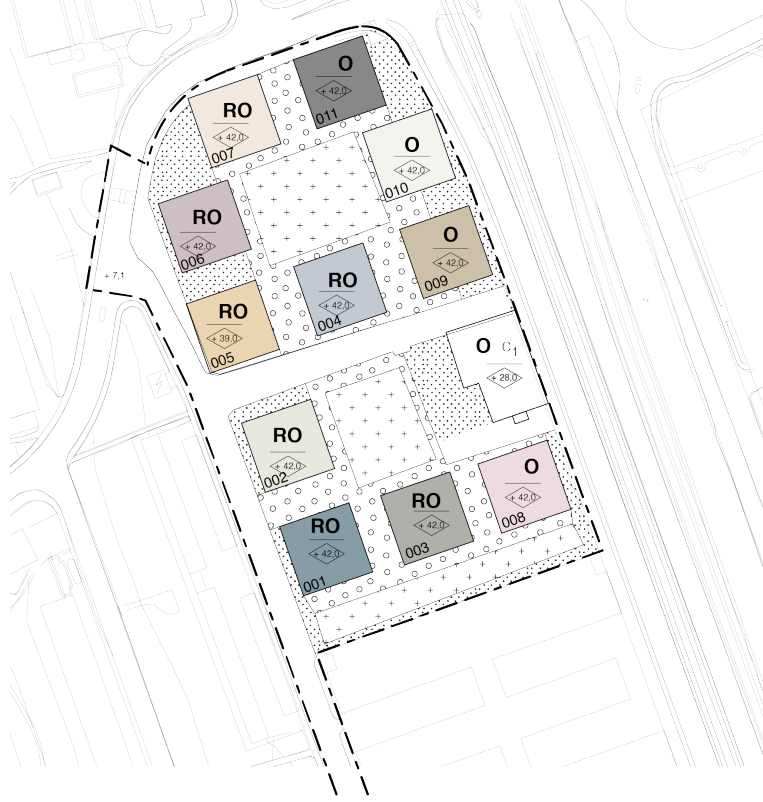 O
+ 42,0
011
RO
+ 42,0
007
O
+ 42,0
010
RO
+ 42,0
006
O
+ 42,0
009
+ 7,1
RO
+ 42,0
004
RO
+ 39,0
005
O C1
+ 28,0
RO
+ 42,0
002
O
+ 42,0
008
RO
+ 42,0
003
RO
+ 42,0
001